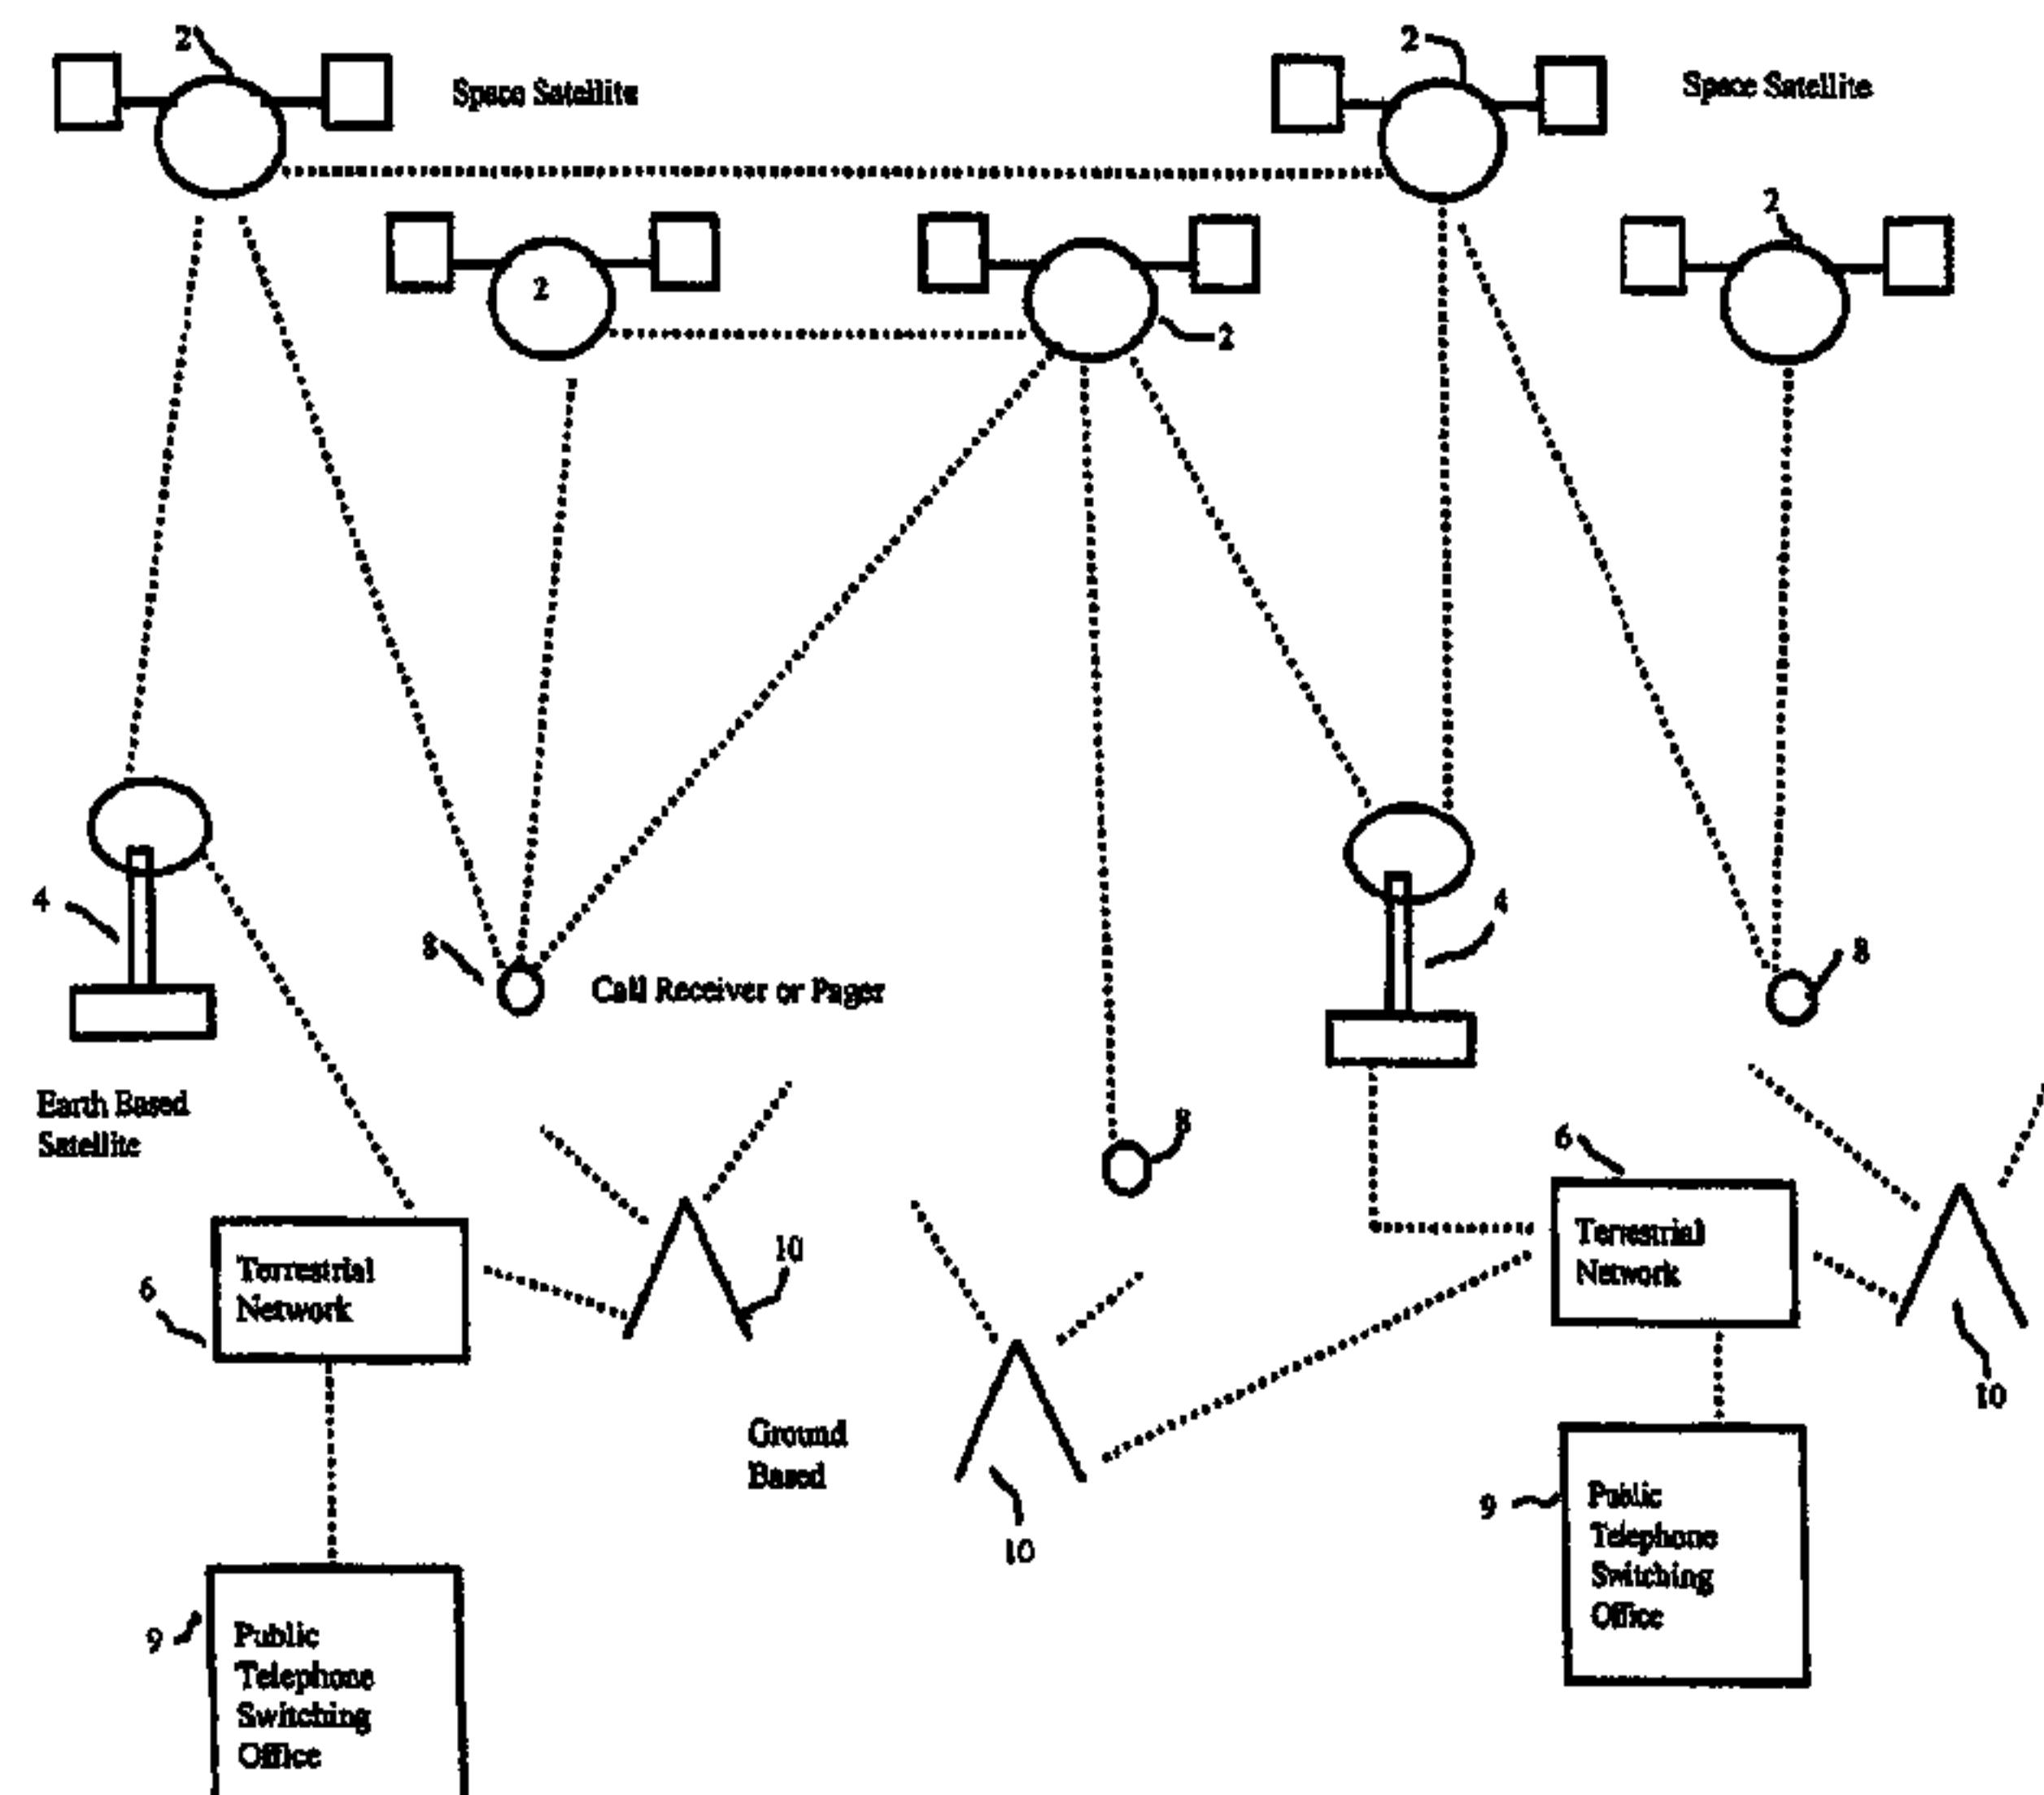 2
2
Space Satellite
Space Satellite
2
2
2
4
4
8
8
Call Receiver or Pager
Earth Based
Satellite
8
6
Terrestrial
Network
10
6
Terrestrial
Network
10
Ground
Based
10
9
Public
Telephone
Switching
Office
9
Public
Telephone
Switching
Office